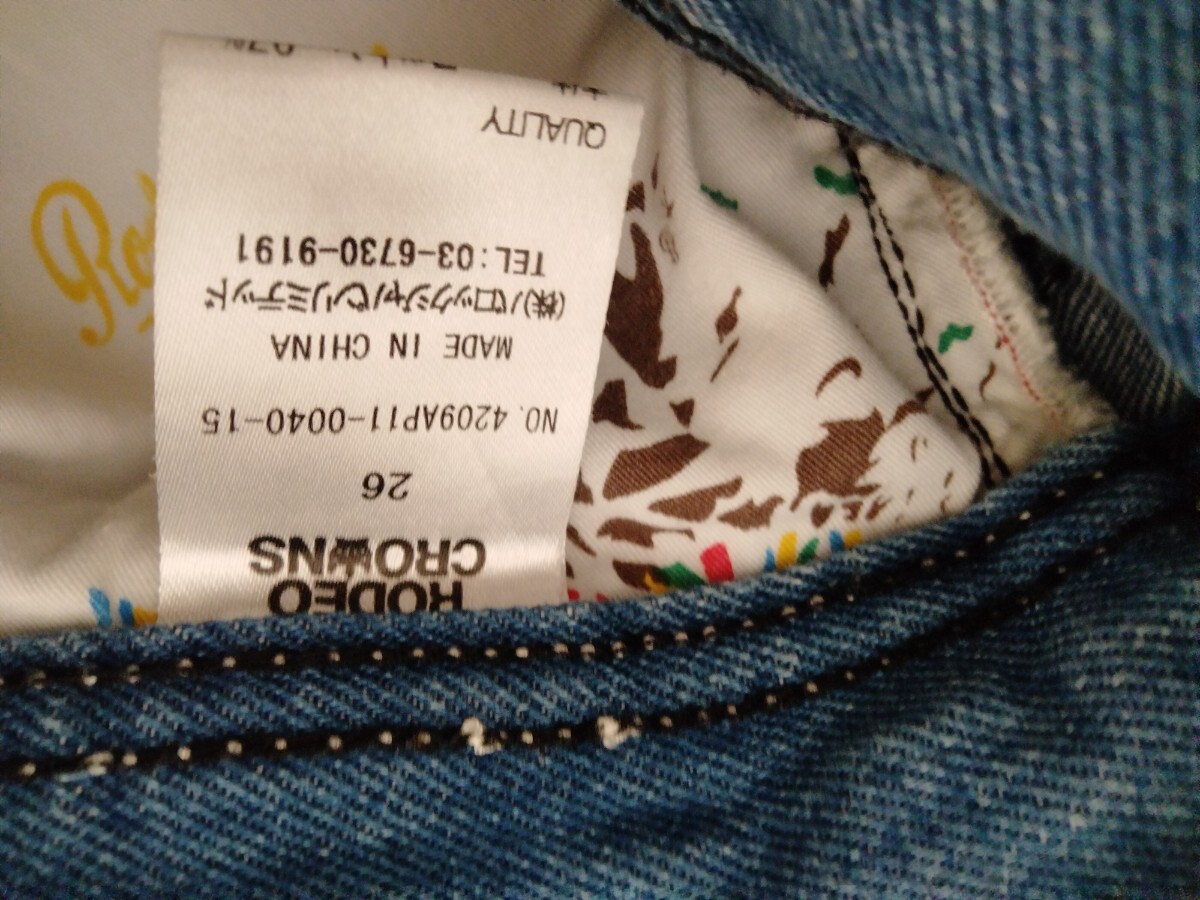 RODEO
CROWNS
26
NO. 4209AP11-0040-15
MADE IN CHINA
(株)バロックジャパンリミテッド
TEL:03-6730-9191
QUALITY
Rod